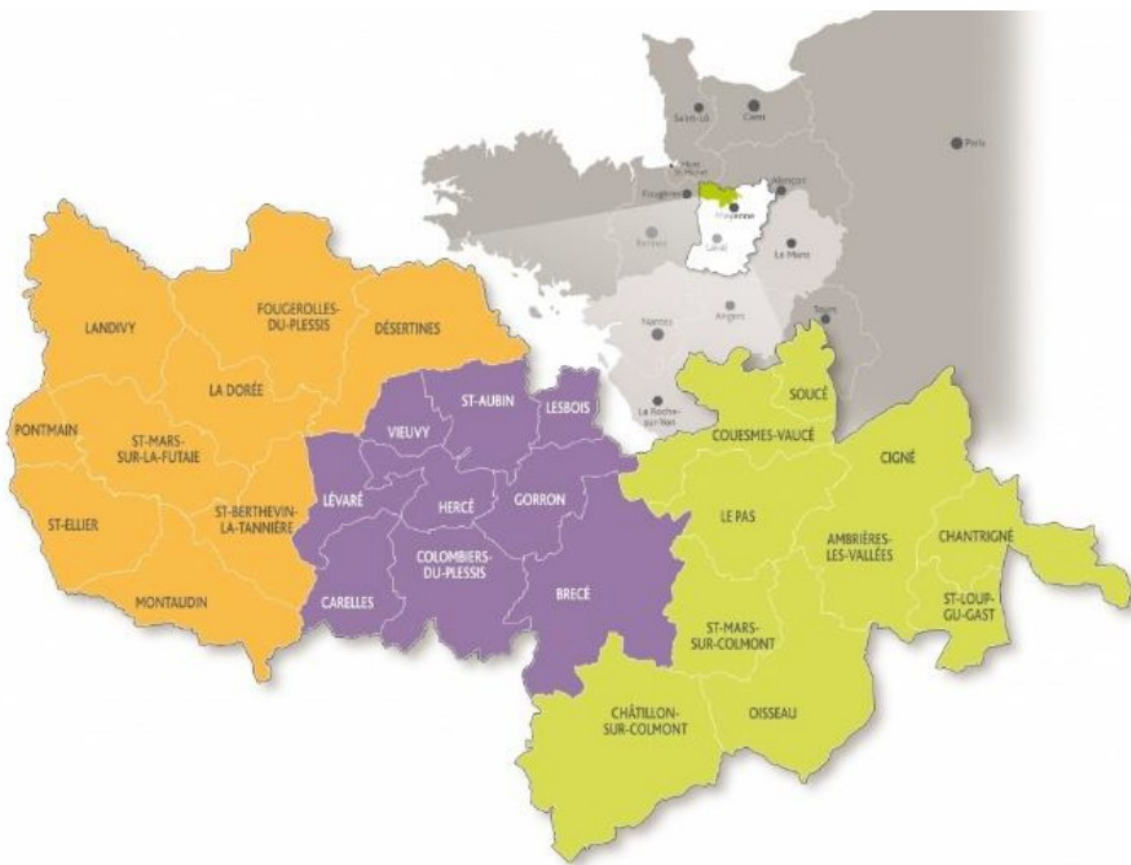 Saint-Lô
Caen
Paris
Mont
St-Michel
Fougères
Alençon
Mayenne
Rennes
Laval
Le Mans
Nantes
Angers
Tours
La Roche-
sur-Yon
LANDIVY
FOUGEROLLES-
DU-PLESSIS
DÉSERTINES
LA DORÉE
PONTMAIN
ST-MARS-
SUR-LA-FUTAIE
ST-ELLIER
ST-BERTHEVIN-
LA-TANNIÈRE
MONTAUDIN
VIEUVY
ST-AUBIN
LESBOIS
LÉVARÉ
HERCÉ
GORRON
COLOMBIERS-
DU-PLESSIS
CARELLES
BRECÉ
SOUCÉ
COUESMES-VAUCÉ
CIGNÉ
LE PAS
AMBRIÈRES-
LES-VALLÉES
CHANTRIGNÉ
ST-LOUP-
GU-GAST
ST-MARS-
SUR-COLMONT
CHÂTILLON-
SUR-COLMONT
OISSEAU